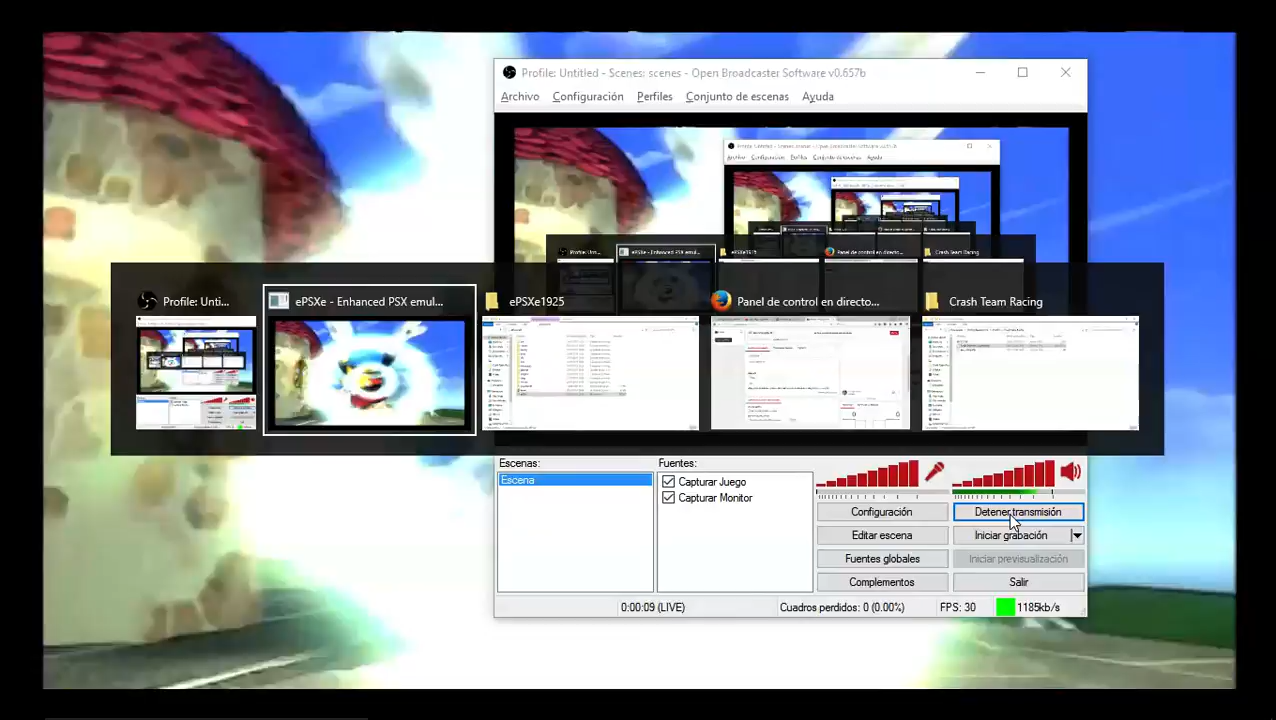 Profile: Untitled - Scenes: scenes - Open Broadcaster Software v0.657b
Archivo Configuración Perfiles Conjunto de escenas Ayuda
Profile: Unti...
ePSXe - Enhanced PSX emul...
ePSXe1925
Panel de control en directo...
Crash Team Racing
Escenas:
Fuentes:
Escena
Capturar Juego
Capturar Monitor
Configuración
Detener transmisión
Editar escena
Iniciar grabación
Fuentes globales
Iniciar previsualización
Complementos
Salir
0:00:09 (LIVE)
Cuadros perdidos: 0 (0.00%)
FPS: 30
1185kb/s